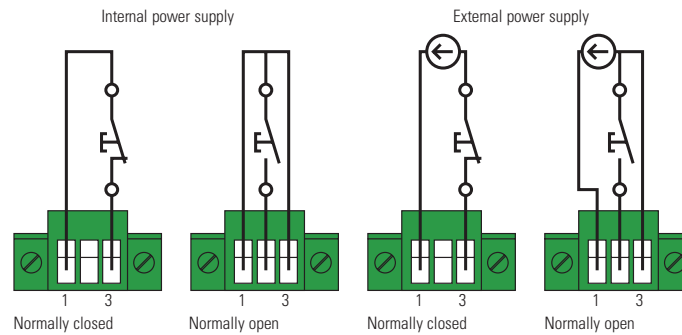 Internal power supply
External power supply
1 3
1 3
1 3
1 3
Normally closed
Normally open
Normally closed
Normally open